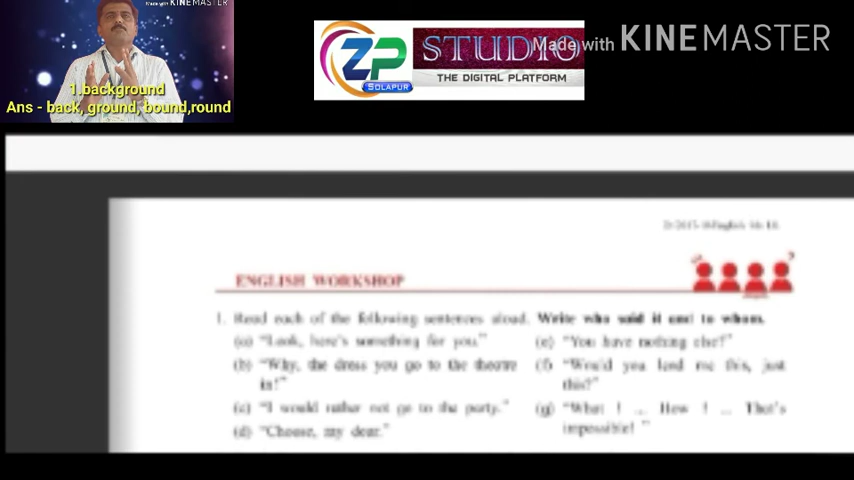 Made with KINEMASTER
1.background
Ans - back, ground, bound,round
ZP
SOLAPUR
STUDIO
THE DIGITAL PLATFORM
Made with KINEMASTER
ENGLISH WORKSHOP
1. Read each of the following sentences aloud. Write who said it and to whom.
(a) "Look, here's something for you."
(b) "Why, the dress you go to the theatre
in!"
(c) "I would rather not go to the party."
(d) "Choose, my dear."
(e) "You have nothing else?"
(f) "Would you lend me this, just
this?"
(g) "What ! ... How ! ... That's
impossible! "